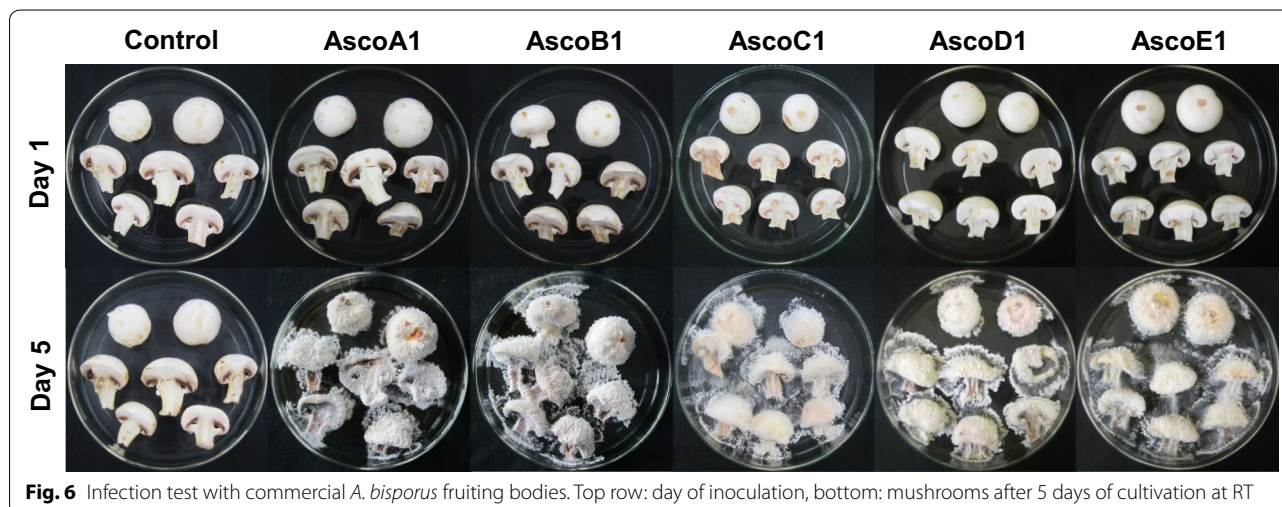 Control AscoA1 AscoB1 AscoC1 AscoD1 AscoE1
Day 1
Day 5
Fig. 6 Infection test with commercial A. bisporus fruiting bodies. Top row: day of inoculation, bottom: mushrooms after 5 days of cultivation at RT